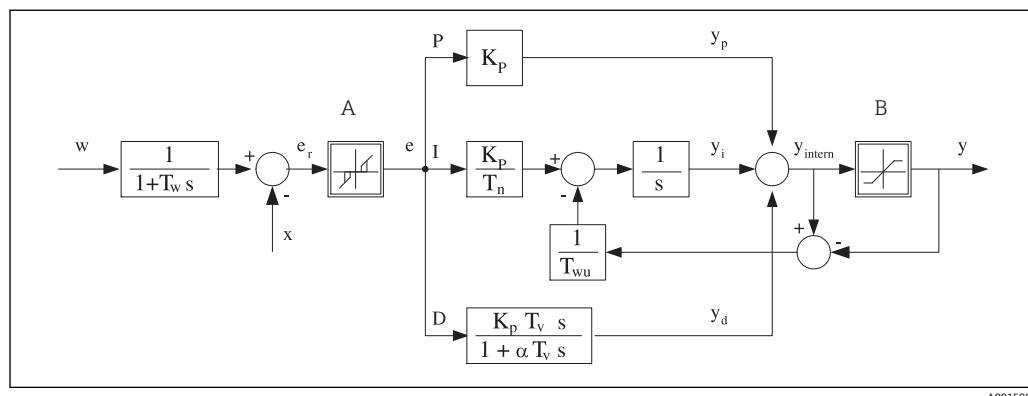 P
y_p
K_P
A
B
w
1
1+T_w s
+
-
x
e_r
e
I
K_P
T_n
+
-
1
s
y_i
y_intern
y
1
T_wu
+
-
D
K_p T_v s
1 + α T_v s
y_d